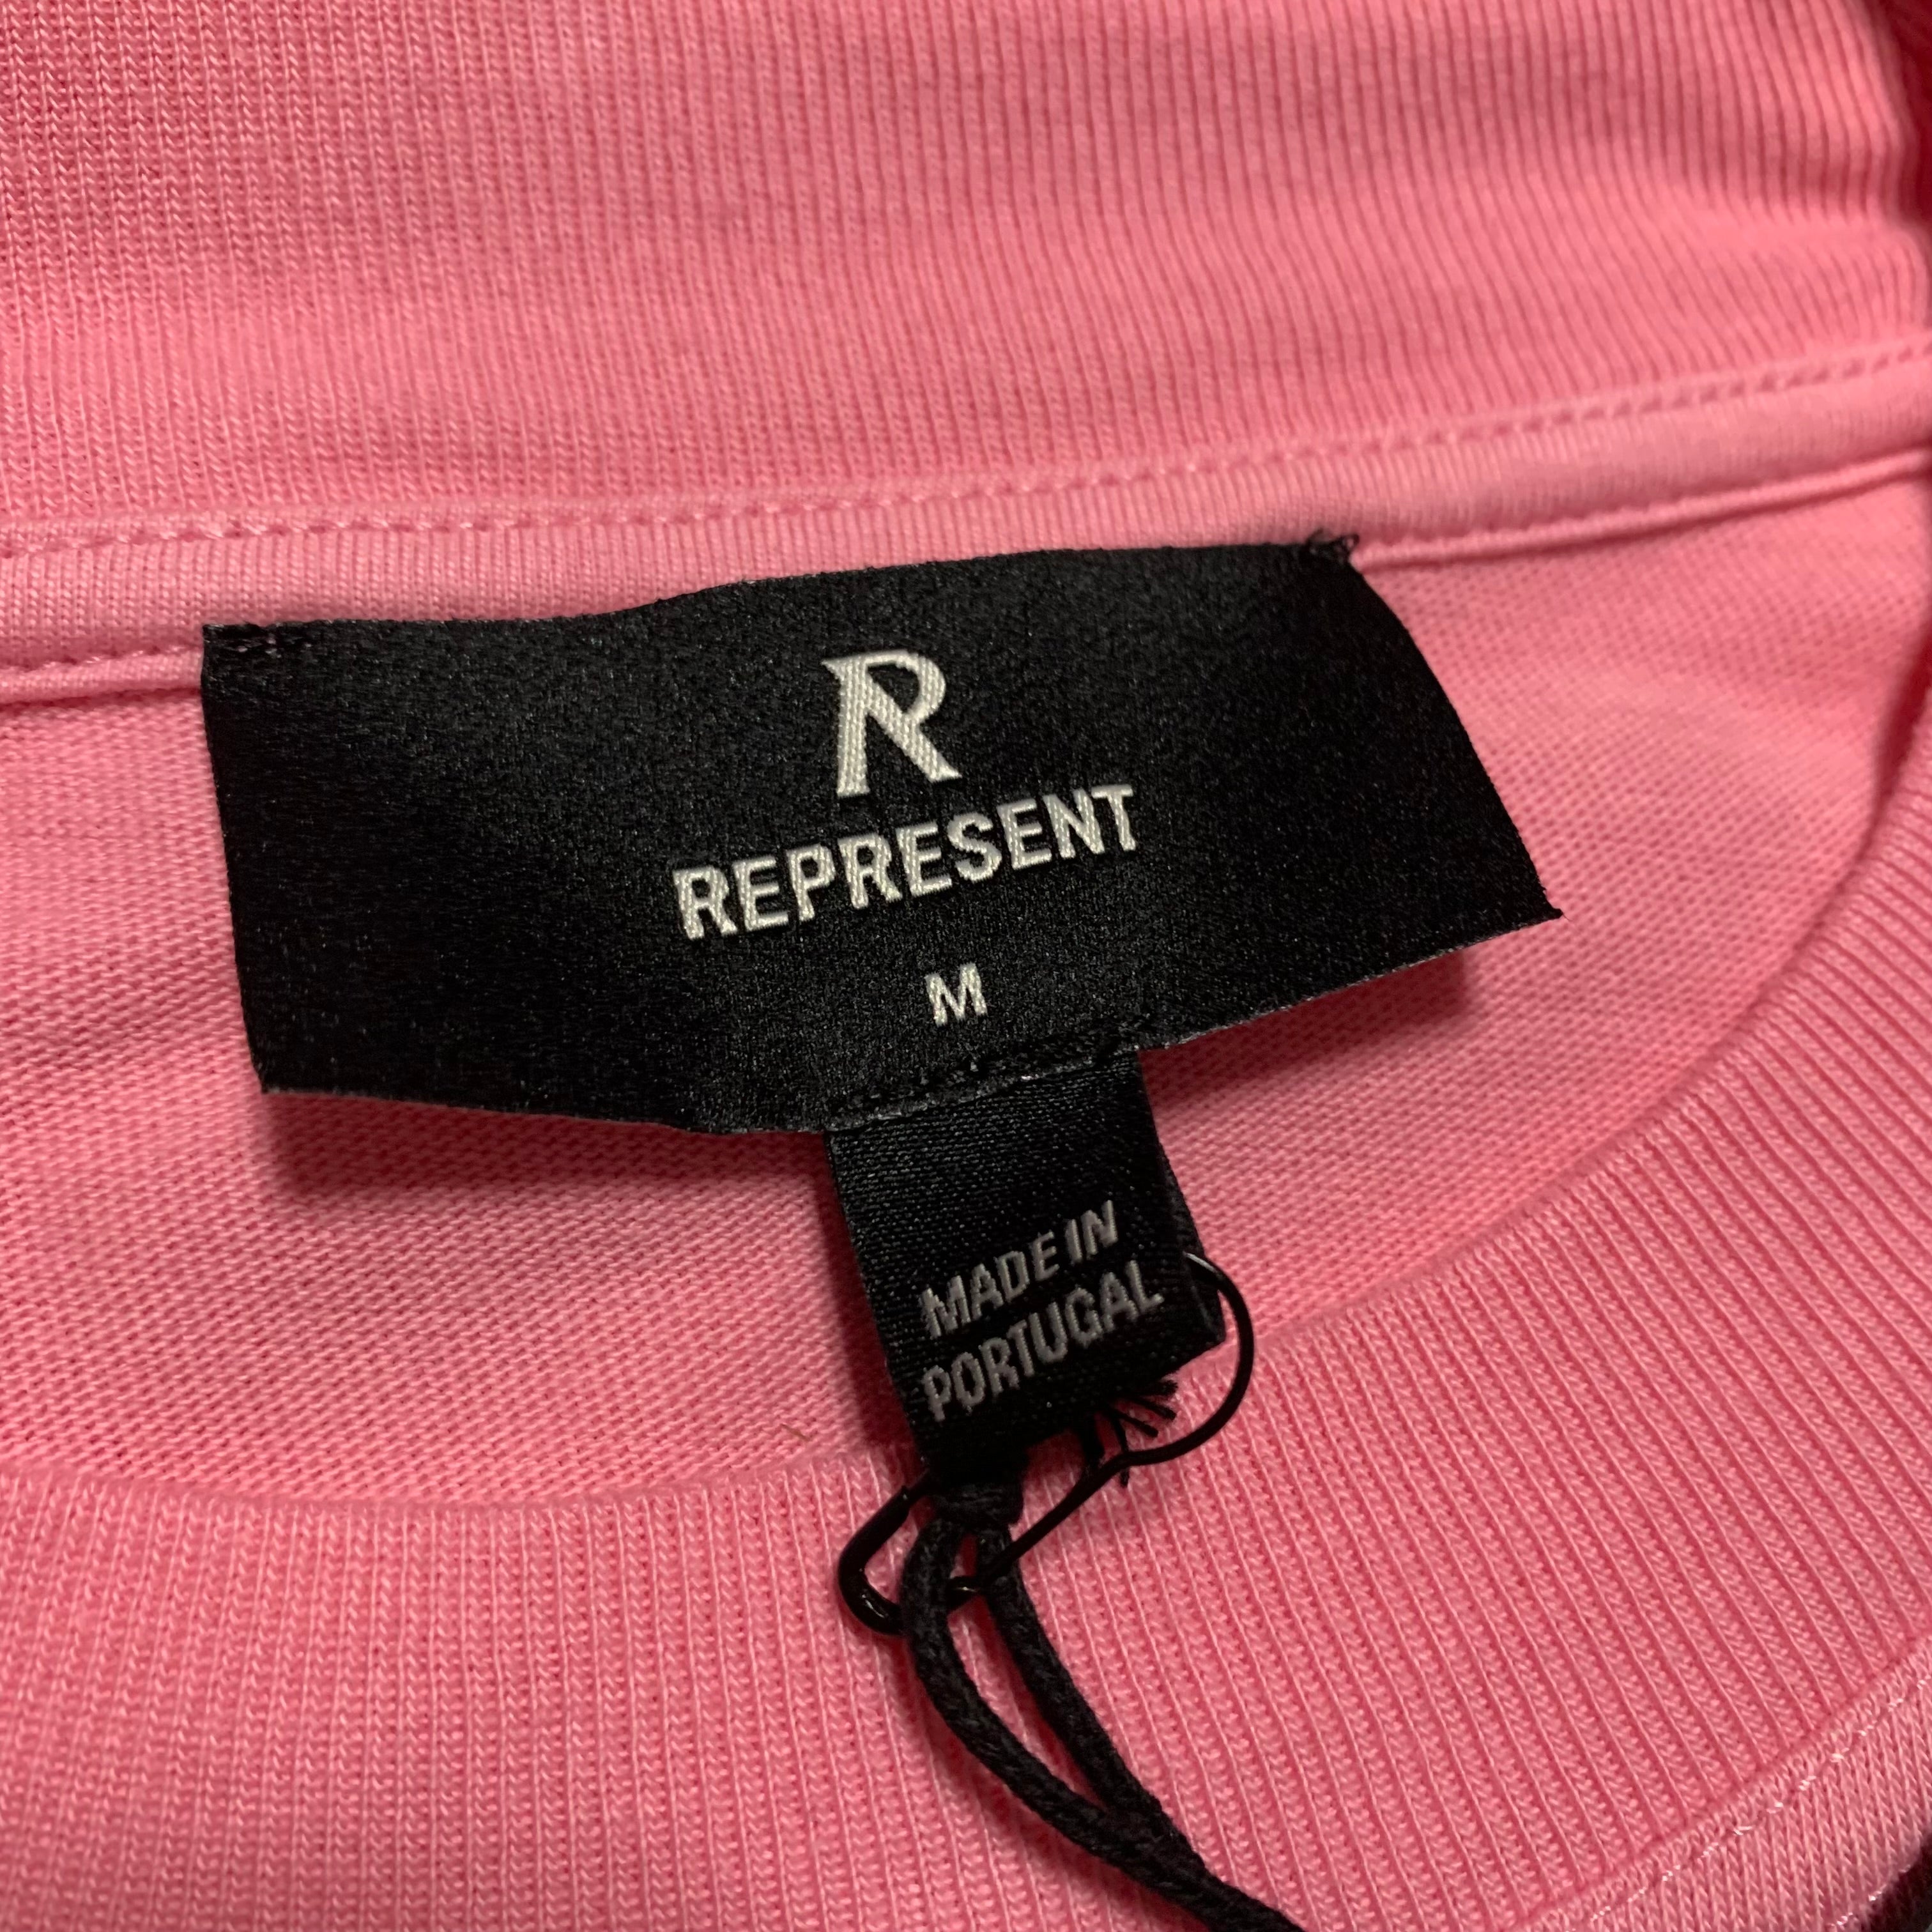 R
REPRESENT
M
MADE IN
PORTUGAL